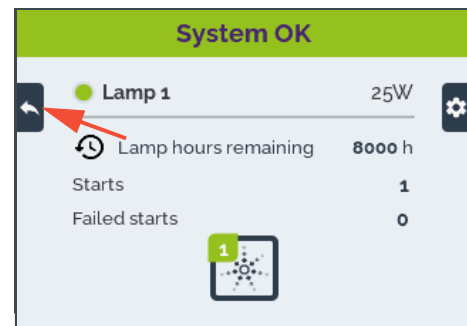 System OK
Lamp 1 25W
Lamp hours remaining 8000 h
Starts 1
Failed starts 0
1